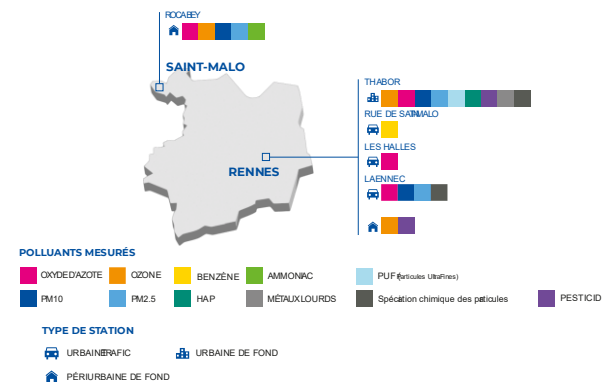 ROCABEY
SAINT-MALO
THABOR
RUE DE SAINT-MALO
LES HALLES
RENNES
LAENNEC
POLLUANTS MESURÉS
OXYDE D'AZOTE OZONE BENZÈNE AMMONIAC PUF (Particules UltraFines)
PM10 PM2.5 HAP MÉTAUX LOURDS Spéciation chimique des particules PESTICID
TYPE DE STATION
URBAINE TRAFIC URBAINE DE FOND
PÉRIURBAINE DE FOND